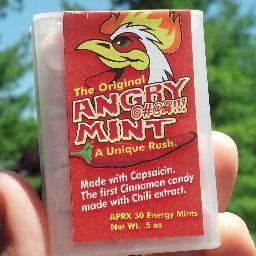 The Original
ANGRY
@#@%!!!
MINT
A Unique Rush.
Made with Capsaicin.
The first Cinnamon candy
made with Chili extract.
APRX 30 Energy Mints
Net Wt. .5 oz